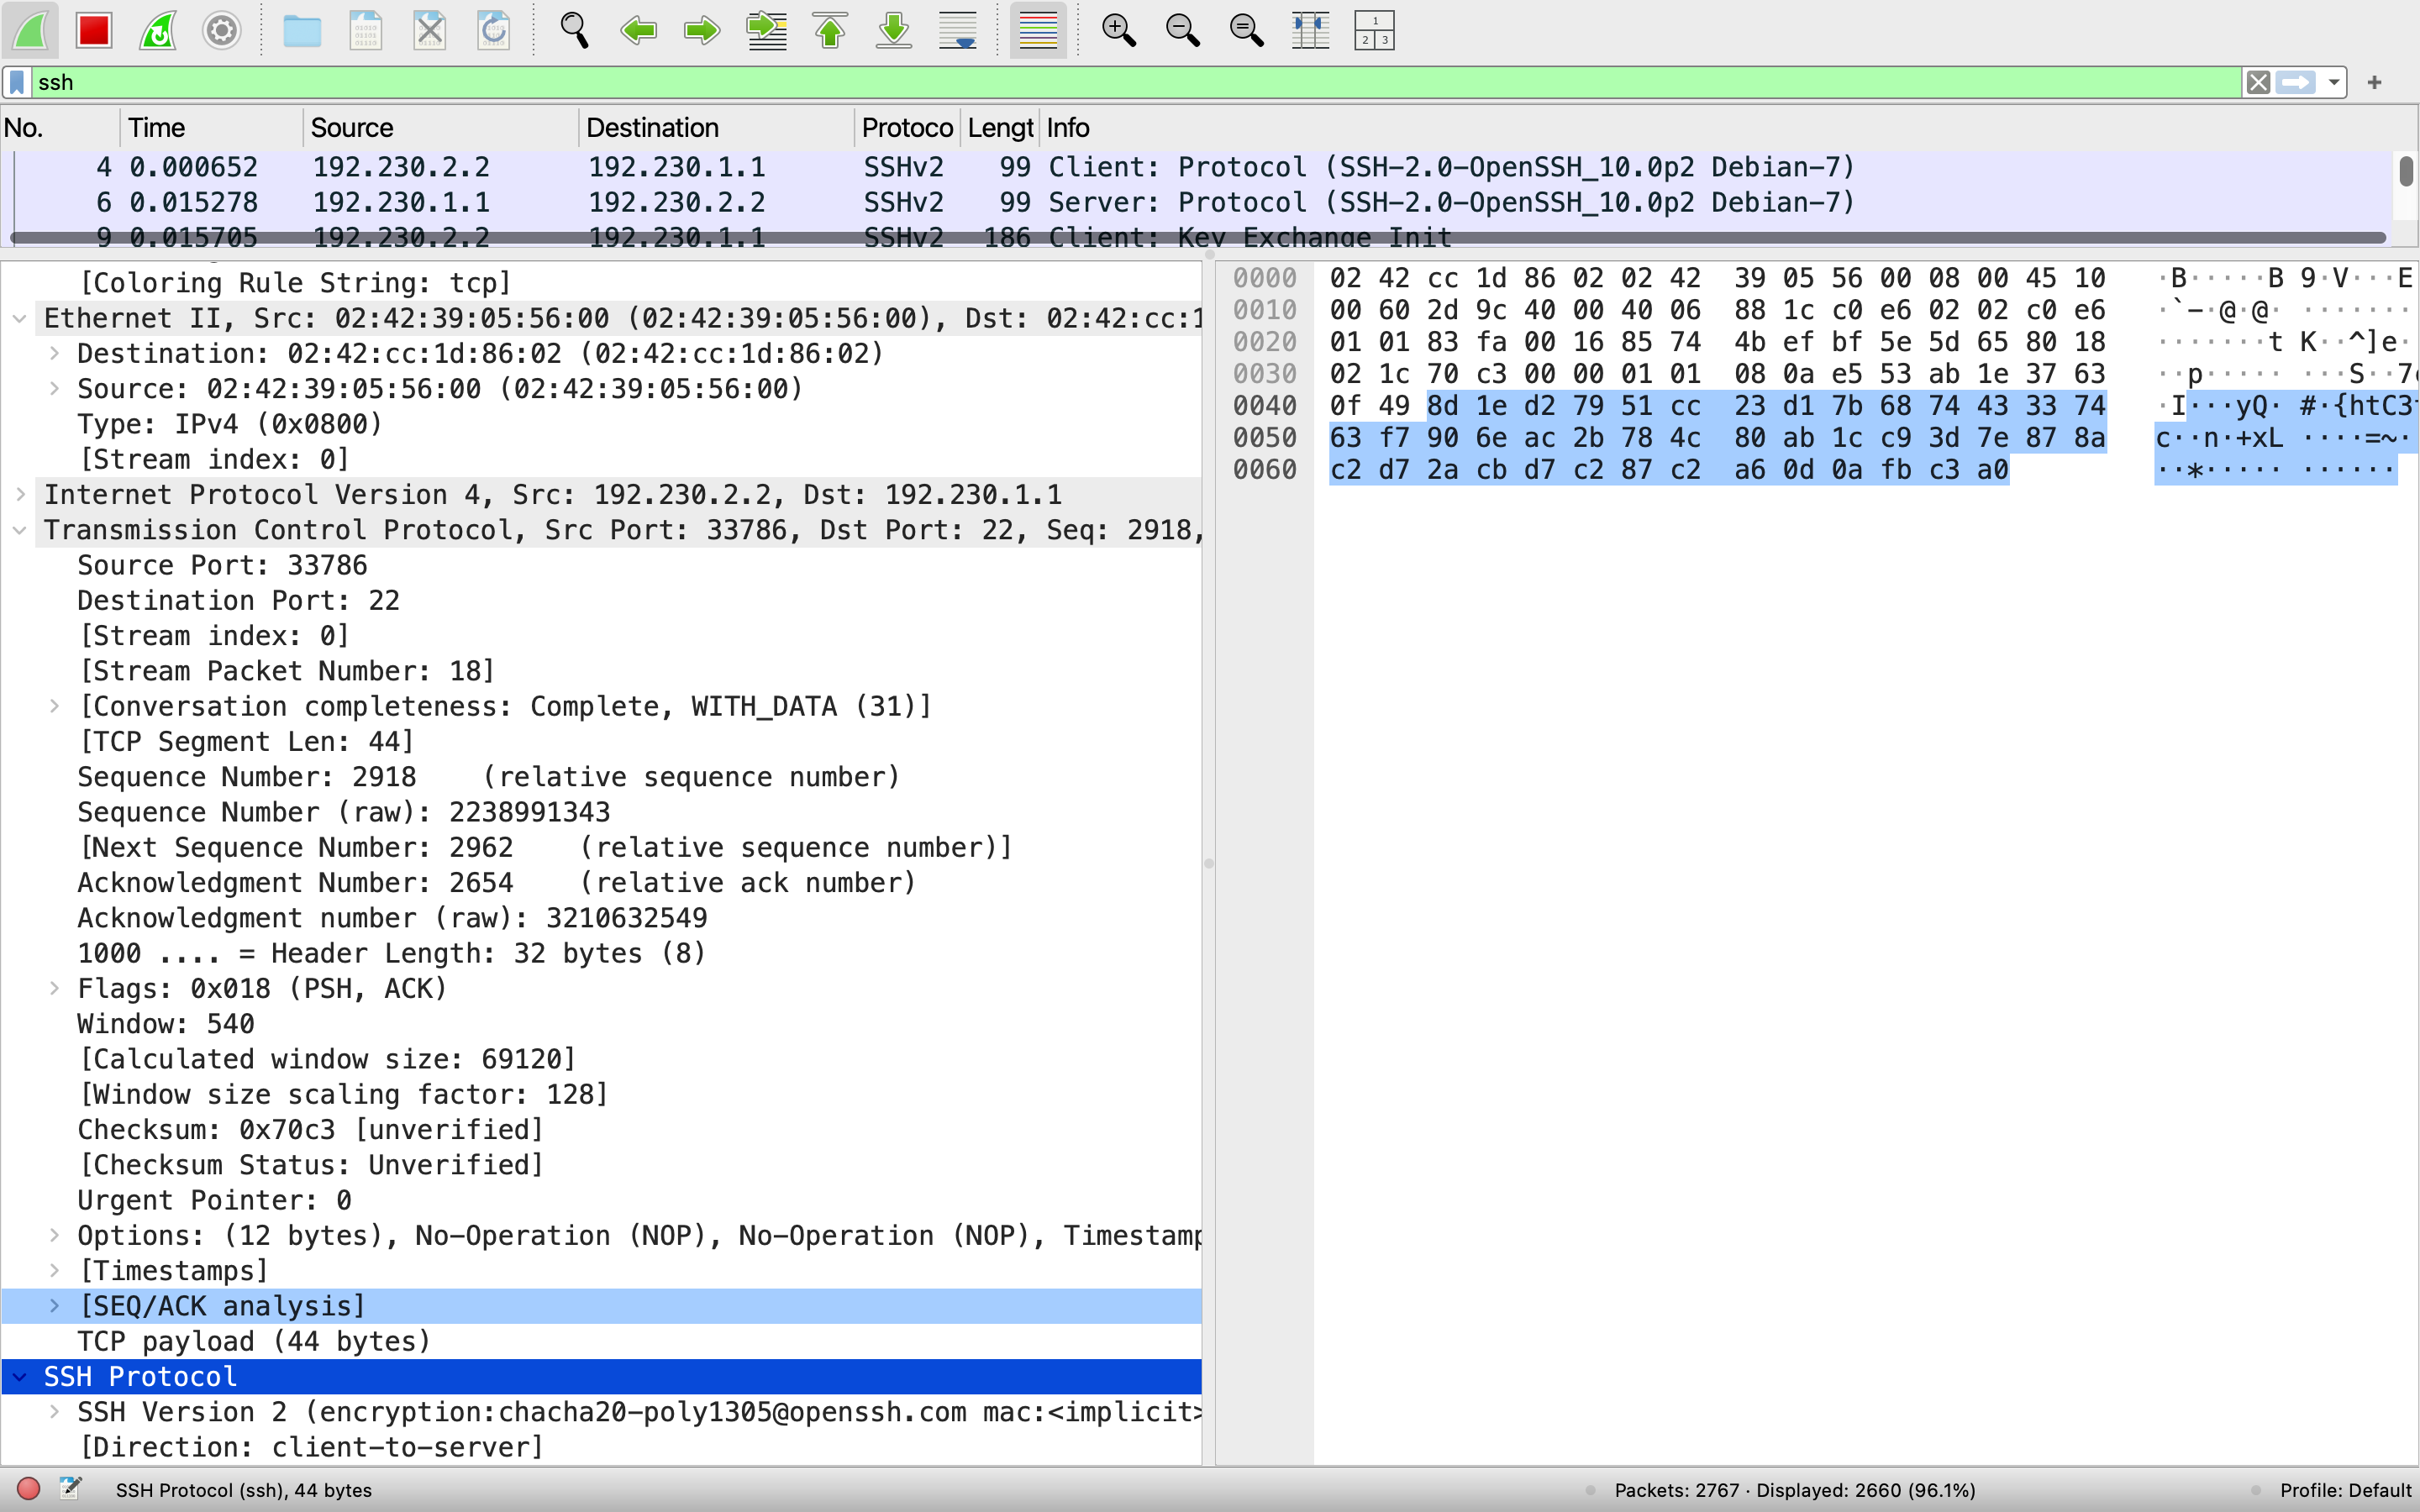 ssh
No. Time Source Destination Protoco Lengt Info
4 0.000652 192.230.2.2 192.230.1.1 SSHv2 99 Client: Protocol (SSH-2.0-OpenSSH_10.0p2 Debian-7)
6 0.015278 192.230.1.1 192.230.2.2 SSHv2 99 Server: Protocol (SSH-2.0-OpenSSH_10.0p2 Debian-7)
9 0.015705 192.230.2.2 192.230.1.1 SSHv2 186 Client: Key Exchange Init
[Coloring Rule String: tcp]
Ethernet II, Src: 02:42:39:05:56:00 (02:42:39:05:56:00), Dst: 02:42:cc:1
Destination: 02:42:cc:1d:86:02 (02:42:cc:1d:86:02)
Source: 02:42:39:05:56:00 (02:42:39:05:56:00)
Type: IPv4 (0x0800)
[Stream index: 0]
Internet Protocol Version 4, Src: 192.230.2.2, Dst: 192.230.1.1
Transmission Control Protocol, Src Port: 33786, Dst Port: 22, Seq: 2918,
Source Port: 33786
Destination Port: 22
[Stream index: 0]
[Stream Packet Number: 18]
[Conversation completeness: Complete, WITH_DATA (31)]
[TCP Segment Len: 44]
Sequence Number: 2918    (relative sequence number)
Sequence Number (raw): 2238991343
[Next Sequence Number: 2962    (relative sequence number)]
Acknowledgment Number: 2654    (relative ack number)
Acknowledgment number (raw): 3210632549
1000 .... = Header Length: 32 bytes (8)
Flags: 0x018 (PSH, ACK)
Window: 540
[Calculated window size: 69120]
[Window size scaling factor: 128]
Checksum: 0x70c3 [unverified]
[Checksum Status: Unverified]
Urgent Pointer: 0
Options: (12 bytes), No-Operation (NOP), No-Operation (NOP), Timestamp
[Timestamps]
[SEQ/ACK analysis]
TCP payload (44 bytes)
SSH Protocol
SSH Version 2 (encryption:chacha20-poly1305@openssh.com mac:<implicit>
[Direction: client-to-server]
0000 02 42 cc 1d 86 02 02 42 39 05 56 00 08 00 45 10 ·B·····B 9·V···E
0010 00 60 2d 9c 40 00 40 06 88 1c c0 e6 02 02 c0 e6 ·`-·@·@· ·······
0020 01 01 83 fa 00 16 85 74 4b ef bf 5e 5d 65 80 18 ·······t K··^]e·
0030 02 1c 70 c3 00 00 01 01 08 0a e5 53 ab 1e 37 63 ··p····· ···S··7
0040 0f 49 8d 1e d2 79 51 cc 23 d1 7b 68 74 43 33 74 ·I···yQ· #·{htC3
0050 63 f7 90 6e ac 2b 78 4c 80 ab 1c c9 3d 7e 87 8a c··n·+xL ····=~·
0060 c2 d7 2a cb d7 c2 87 c2 a6 0d 0a fb c3 a0 ··*····· ······
SSH Protocol (ssh), 44 bytes
Packets: 2767 · Displayed: 2660 (96.1%)
Profile: Default